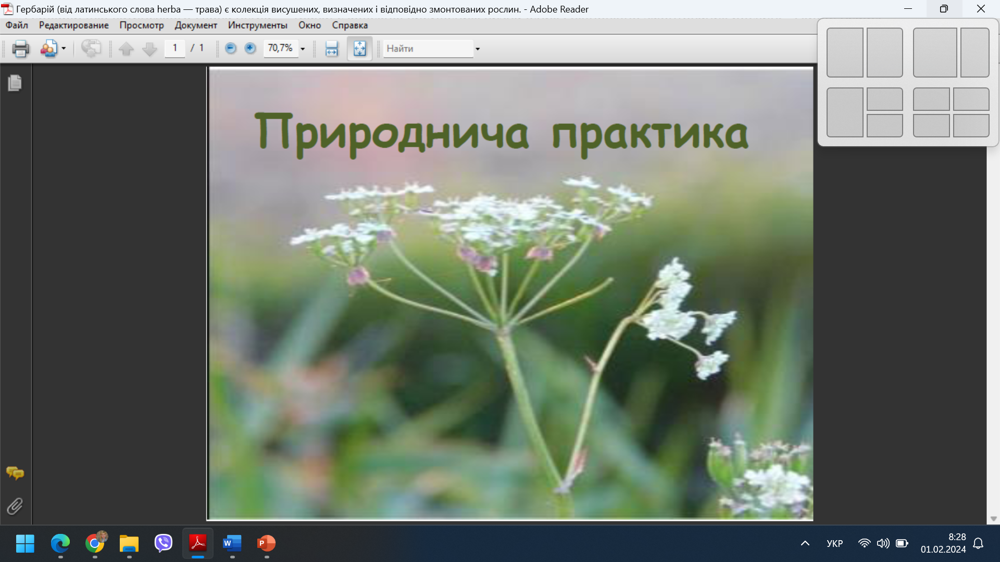 Гербарій (від латинського слова herba — трава) є колекція висушених, визначених і відповідно змонтованих рослин. - Adobe Reader
Файл Редактирование Просмотр Документ Инструменты Окно Справка
1 / 1 70,7% Найти
Природнича практика
W P УКР 8:28
01.02.2024